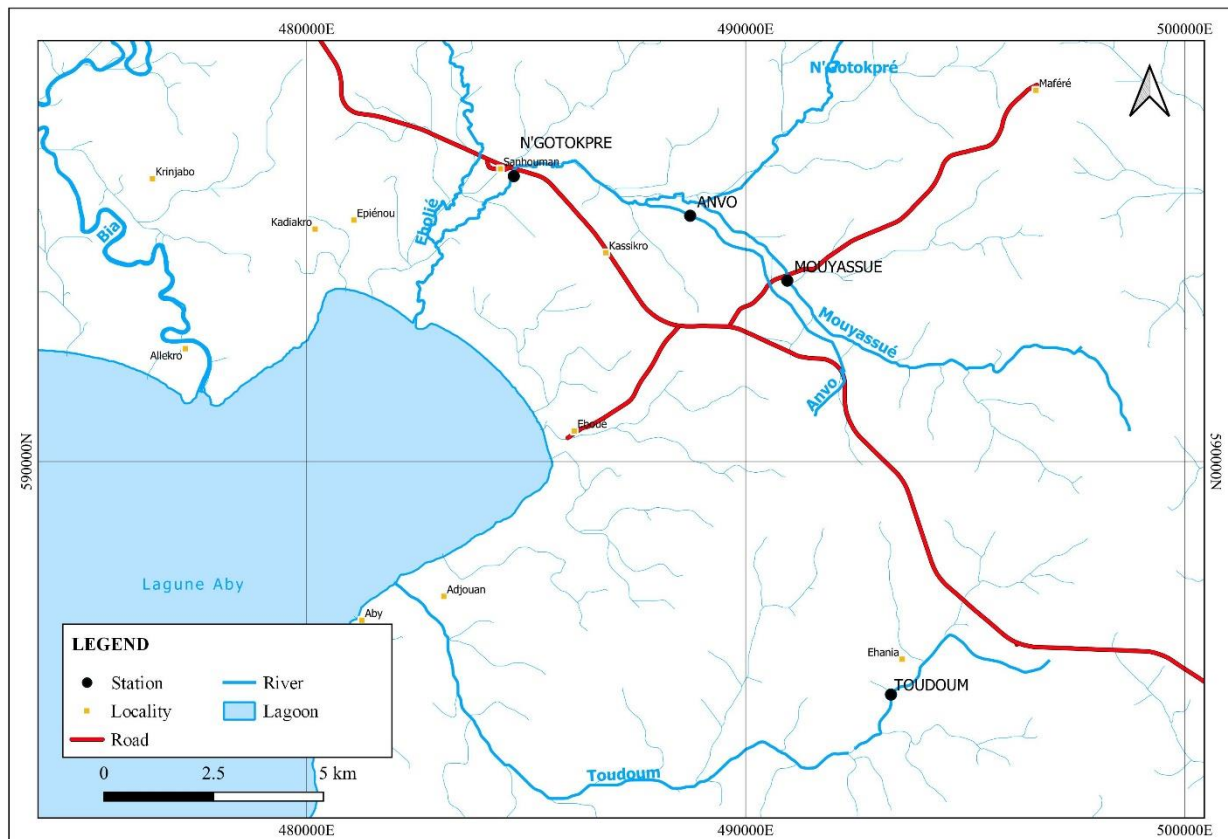 480000E
490000E
500000E
N'Gotokpré
Maféré
N'GOTOKPRE
Sanhouman
Krinjabo
ANVO
Epiénou
Kadiakro
Ebolié
Bia
Kassikro
MOUYASSUE
Mouyassué
Allekro
Anvo
Eboué
590000N
590000N
Lagune Aby
Adjouan
Aby
LEGEND
Station
River
Locality
Lagoon
Road
0 2.5 5 km
Ehania
TOUDOUM
Toudoum
480000E
490000E
500000E